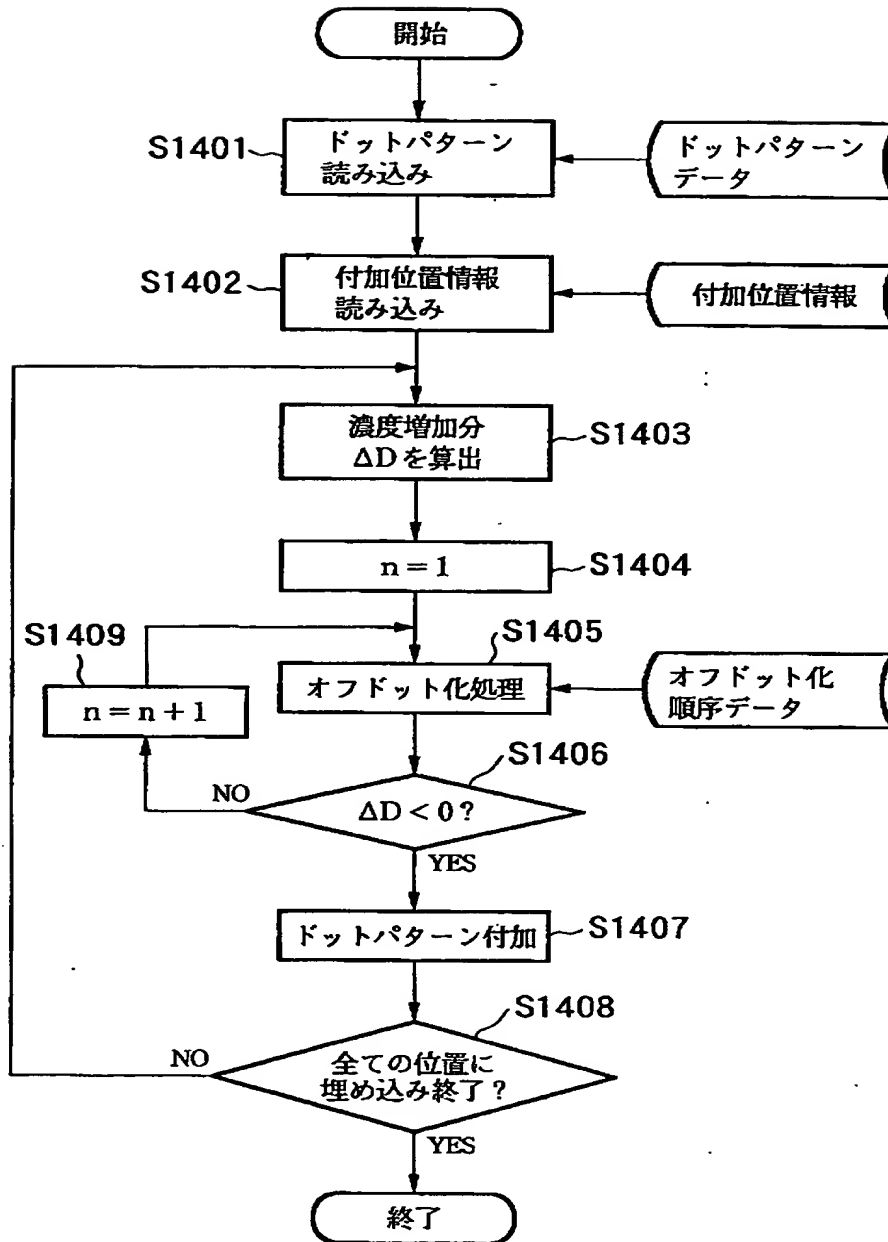 開始
S1401
ドットパターン
読み込み
ドットパターン
データ
S1402
付加位置情報
読み込み
付加位置情報
濃度増加分
ΔDを算出
S1403
n=1
S1404
S1409
n=n+1
S1405
オフドット化処理
オフドット化
順序データ
S1406
NO
ΔD<0?
YES
ドットパターン付加
S1407
S1408
NO
全ての位置に
埋め込み終了?
YES
終了